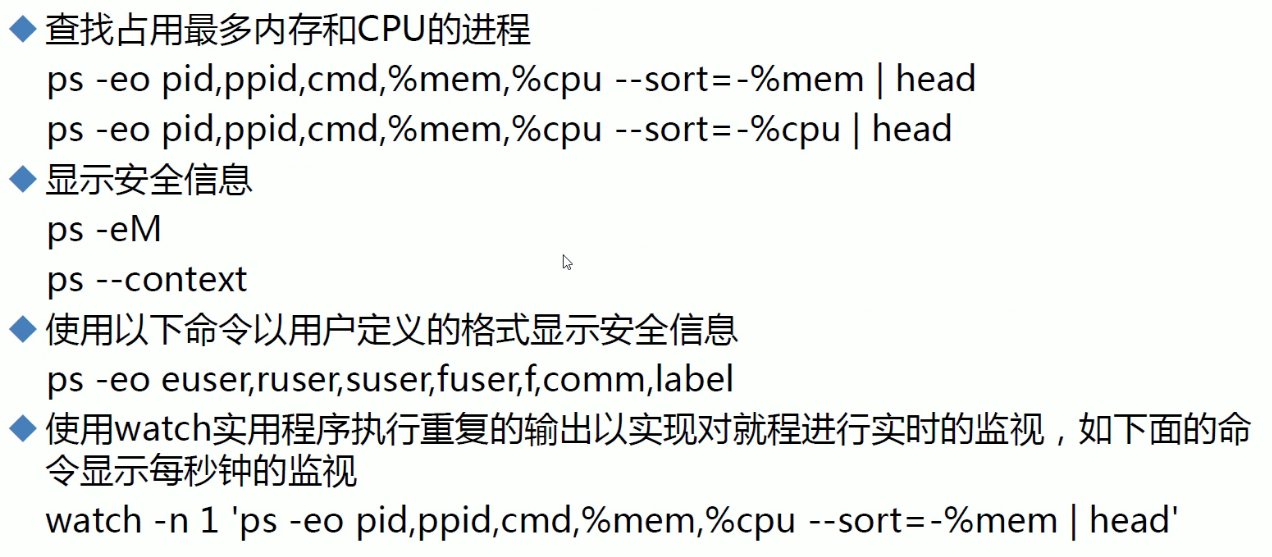 查找占用最多内存和CPU的进程
ps -eo pid,ppid,cmd,%mem,%cpu --sort=-%mem | head
ps -eo pid,ppid,cmd,%mem,%cpu --sort=-%cpu | head
显示安全信息
ps -eM
ps --context
使用以下命令以用户定义的格式显示安全信息
ps -eo euser,ruser,suser,fuser,f,comm,label
使用watch实用程序执行重复的输出以实现对就程进行实时的监视，如下面的命
令显示每秒钟的监视
watch -n 1 'ps -eo pid,ppid,cmd,%mem,%cpu --sort=-%mem | head'